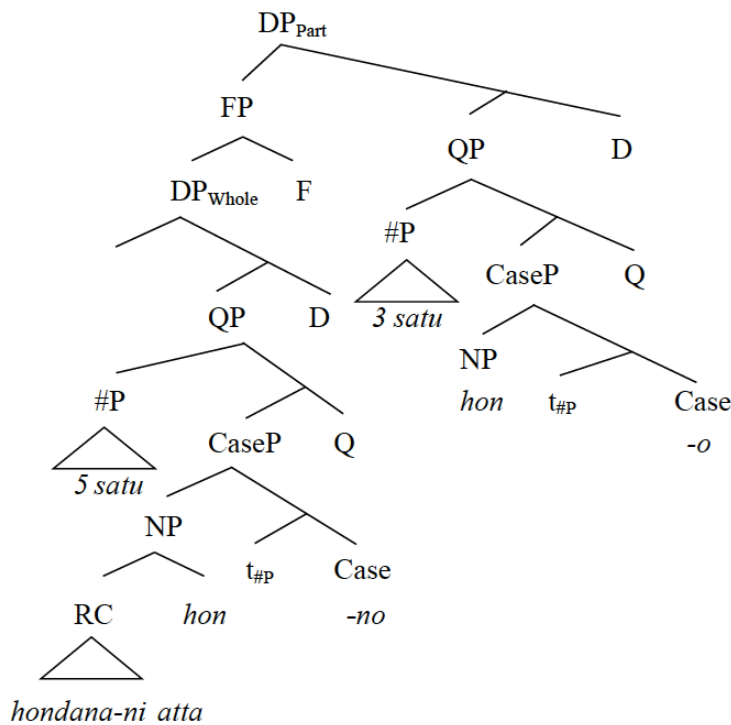 DPPart
FP
QP D
DPWhole F
#P
CaseP Q
QP D 3 satu
NP
#P hon t#P Case
CaseP Q -o
5 satu
NP
t#P Case
RC hon -no
hondana-ni atta